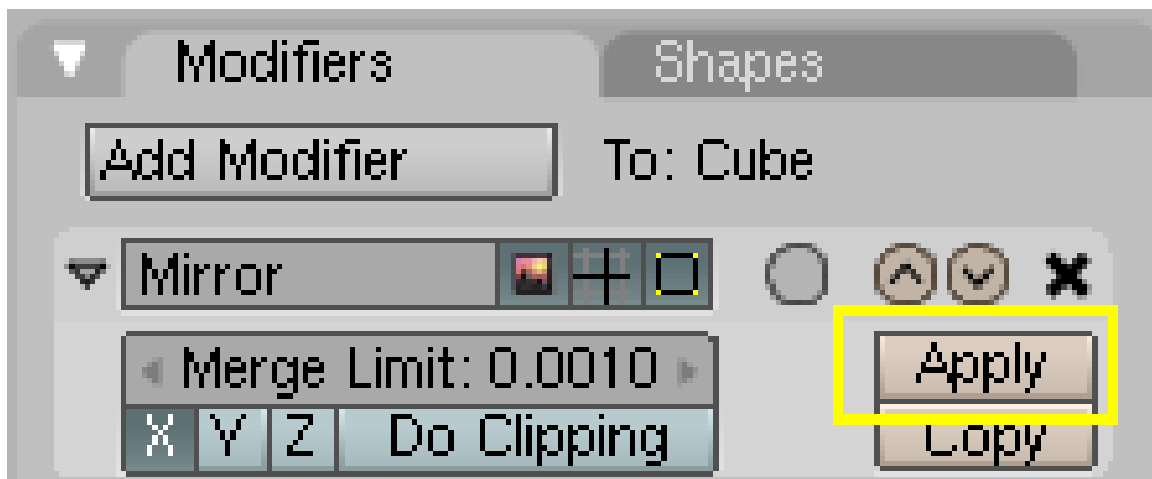 Modifiers Shapes
Add Modifier To: Cube
Mirror
Merge Limit: 0.0010 Apply
X Y Z Do Clipping Copy